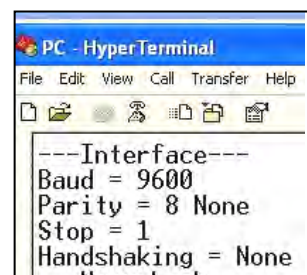 PC - HyperTerminal
File Edit View Call Transfer Help
---Interface---
Baud = 9600
Parity = 8 None
Stop = 1
Handshaking = None